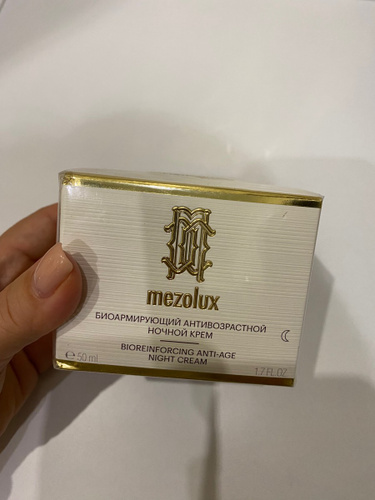 mezolux
БИОАРМИРУЮЩИЙ АНТИВОЗРАСТНОЙ
НОЧНОЙ КРЕМ
BIOREINFORCING ANTI-AGE
NIGHT CREAM
℮ 50 ml
1.7 FL.OZ.